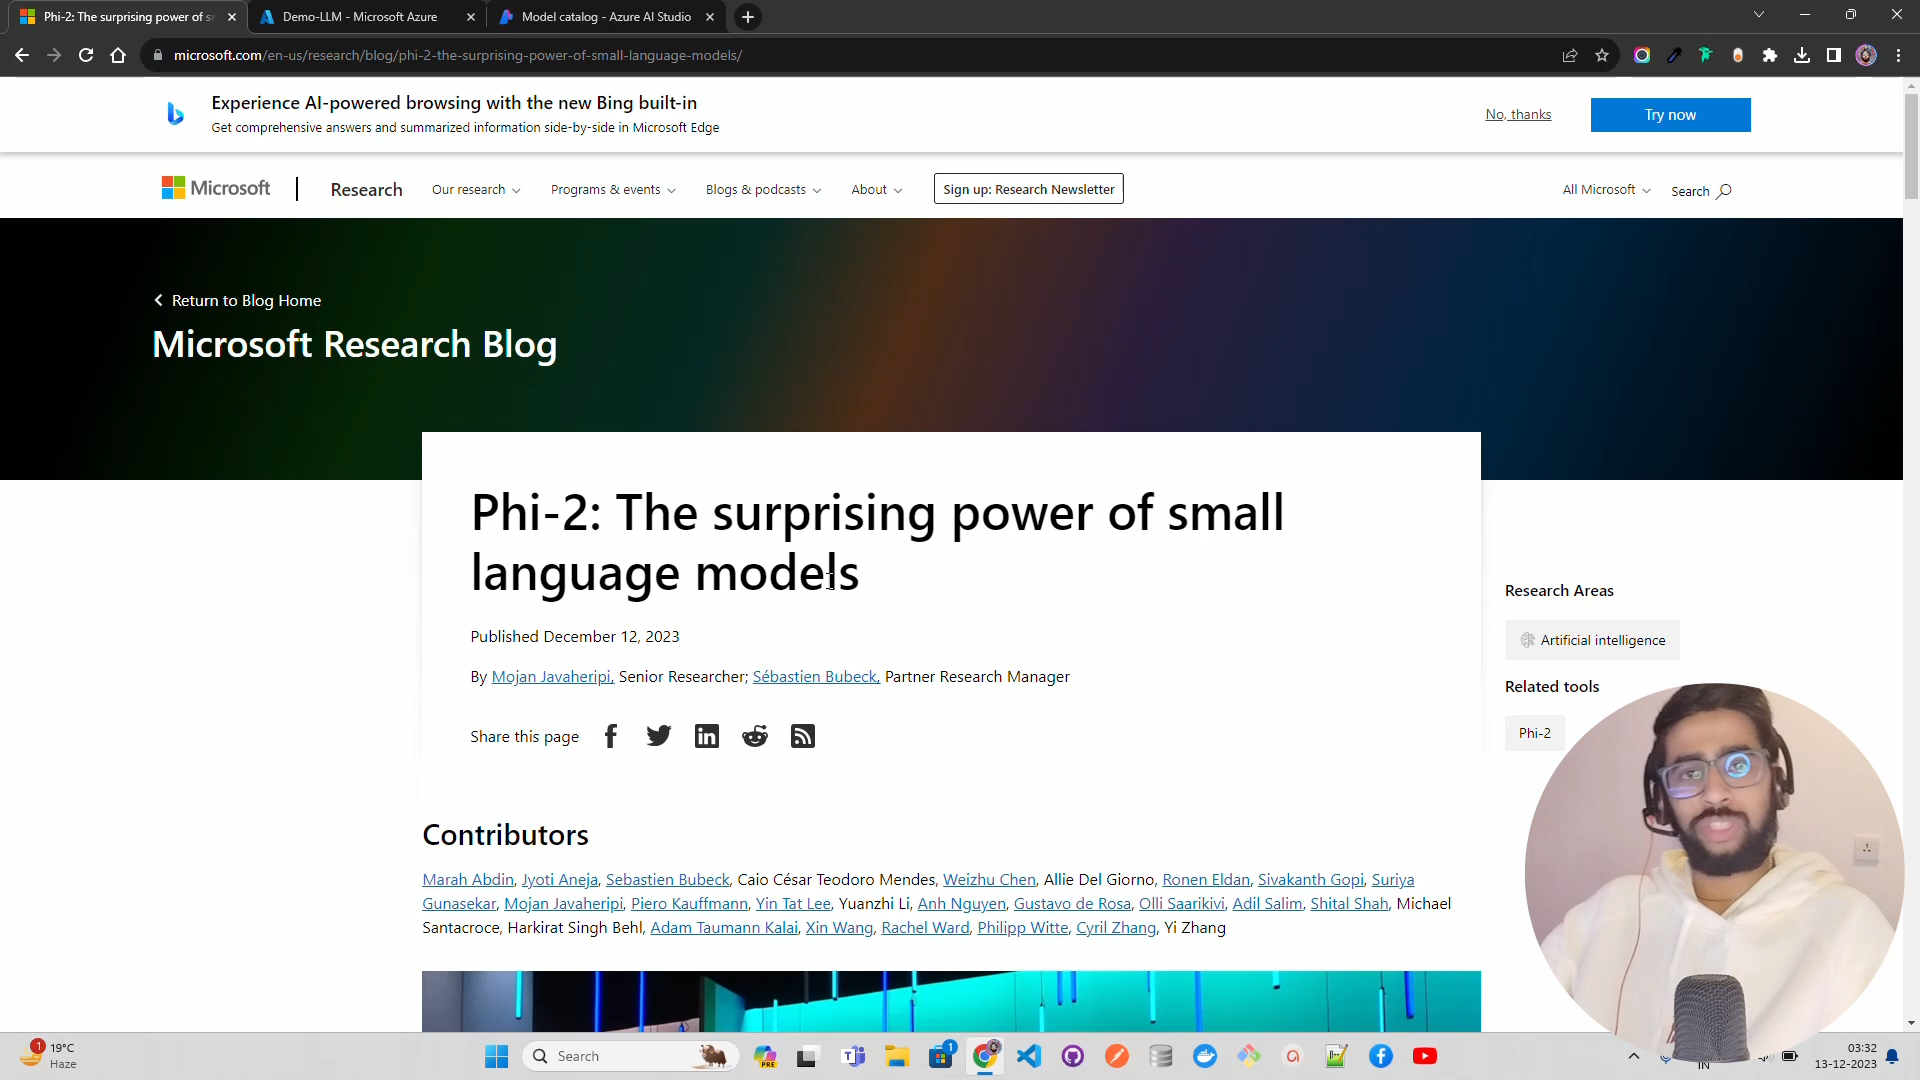 Phi-2: The surprising power of s
Demo-LLM - Microsoft Azure
Model catalog - Azure AI Studio
microsoft.com/en-us/research/blog/phi-2-the-surprising-power-of-small-language-models/
Experience AI-powered browsing with the new Bing built-in
Get comprehensive answers and summarized information side-by-side in Microsoft Edge
No, thanks
Try now
Microsoft
Research
Our research
Programs & events
Blogs & podcasts
About
Sign up: Research Newsletter
All Microsoft
Search
Return to Blog Home
Microsoft Research Blog
Phi-2: The surprising power of small
language models
Published December 12, 2023
By Mojan Javaheripi, Senior Researcher; Sébastien Bubeck, Partner Research Manager
Share this page
Research Areas
Artificial intelligence
Related tools
Phi-2
Contributors
Marah Abdin, Jyoti Aneja, Sebastien Bubeck, Caio César Teodoro Mendes, Weizhu Chen, Allie Del Giorno, Ronen Eldan, Sivakanth Gopi, Suriya
Gunasekar, Mojan Javaheripi, Piero Kauffmann, Yin Tat Lee, Yuanzhi Li, Anh Nguyen, Gustavo de Rosa, Olli Saarikivi, Adil Salim, Shital Shah, Michael
Santacroce, Harkirat Singh Behl, Adam Taumann Kalai, Xin Wang, Rachel Ward, Philipp Witte, Cyril Zhang, Yi Zhang
1
19°C
Haze
Search
PRE
1
IN
03:32
13-12-2023